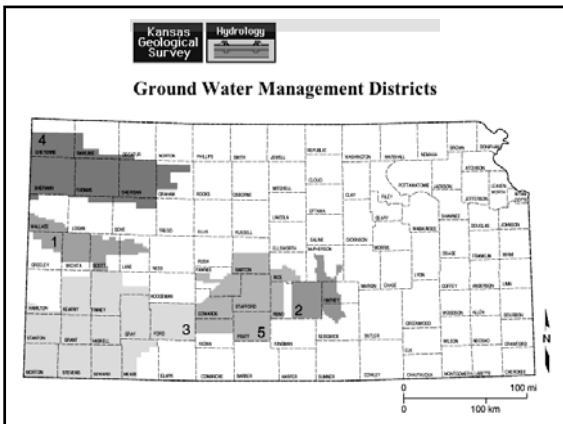 Kansas
Geological
Survey
Hydrology
Ground Water Management Districts
4
CHEYENNE RAWLINS DECATUR NORTON PHILLIPS SMITH JEWELL REPUBLIC WASHINGTON MARSHALL NEMAHA BROWN DONIPHAN
SHERMAN THOMAS SHERIDAN GRAHAM ROOKS OSBORNE MITCHELL CLOUD CLAY RILEY POTTAWATOMIE JACKSON ATCHISON
JEFFERSON
WALLACE LOGAN GOVE TREGO ELLIS RUSSELL LINCOLN OTTAWA SALINE DICKINSON GEARY MORRIS WABAUNSEE SHAWNEE DOUGLAS JOHNSON
1
GREELEY WICHITA SCOTT LANE NESS RUSH BARTON ELLSWORTH MCPHERSON MARION CHASE LYON OSAGE FRANKLIN MIAMI
PAWNEE RICE
HAMILTON KEARNY FINNEY HODGEMAN EDWARDS STAFFORD RENO HARVEY COFFEY ANDERSON LINN
2
STANTON GRANT HASKELL GRAY FORD KIOWA PRATT KINGMAN SEDGWICK BUTLER GREENWOOD WOODSON ALLEN BOURBON
3
5
ELK WILSON NEOSHO CRAWFORD
MORTON STEVENS SEWARD MEADE CLARK COMANCHE BARBER HARPER SUMNER COWLEY CHAUTAUQUA MONTGOMERY LABETTE CHEROKEE
N
0 100 mi
0 100 km